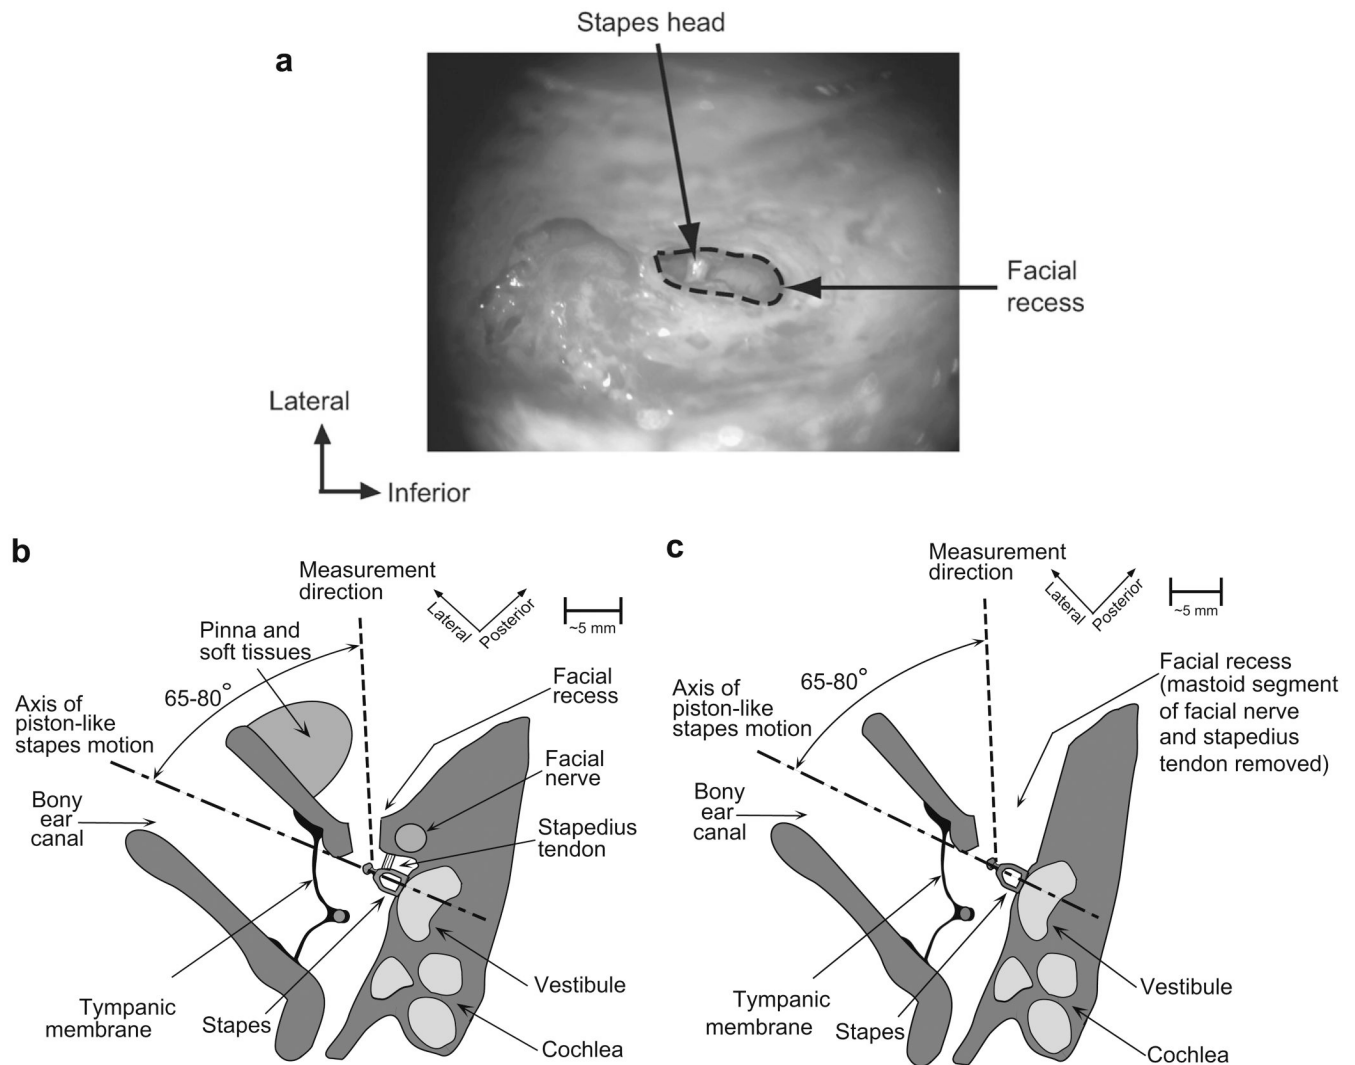 a
Stapes head
Facial
recess
Lateral
Inferior
b
Measurement
direction
Lateral
Posterior
~5 mm
Pinna and
soft tissues
65-80°
Facial
recess
Axis of
piston-like
stapes motion
Facial
nerve
Bony
ear
canal
Stapedius
tendon
Vestibule
Tympanic
membrane
Stapes
Cochlea
c
Measurement
direction
Lateral
Posterior
~5 mm
65-80°
Facial recess
(mastoid segment
of facial nerve
and stapedius
tendon removed)
Axis of
piston-like
stapes motion
Bony
ear
canal
Vestibule
Tympanic
membrane
Stapes
Cochlea